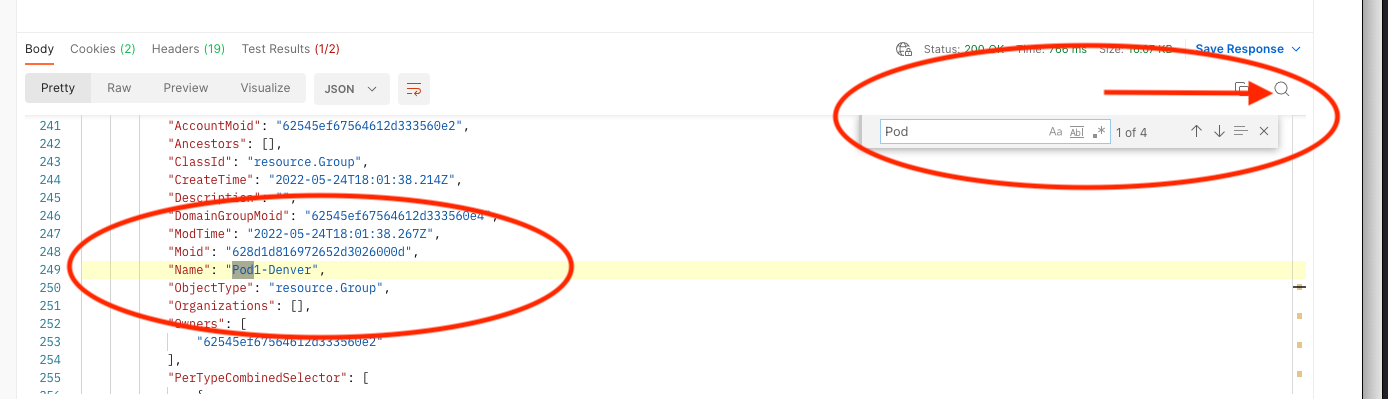 Body Cookies (2) Headers (19) Test Results (1/2) Status: 200 OK Time: 766 ms Size: 16.07 KB Save Response
Pretty Raw Preview Visualize JSON
Pod Aa Abl .* 1 of 4
241 "AccountMoid": "62545ef67564612d333560e2",
242 "Ancestors": [],
243 "ClassId": "resource.Group",
244 "CreateTime": "2022-05-24T18:01:38.214Z",
245 "Description": "",
246 "DomainGroupMoid": "62545ef67564612d333560e4",
247 "ModTime": "2022-05-24T18:01:38.267Z",
248 "Moid": "628d1d816972652d3026000d",
249 "Name": "Pod1-Denver",
250 "ObjectType": "resource.Group",
251 "Organizations": [],
252 "Owners": [
253 "62545ef67564612d333560e2"
254 ],
255 "PerTypeCombinedSelector": [
256 {